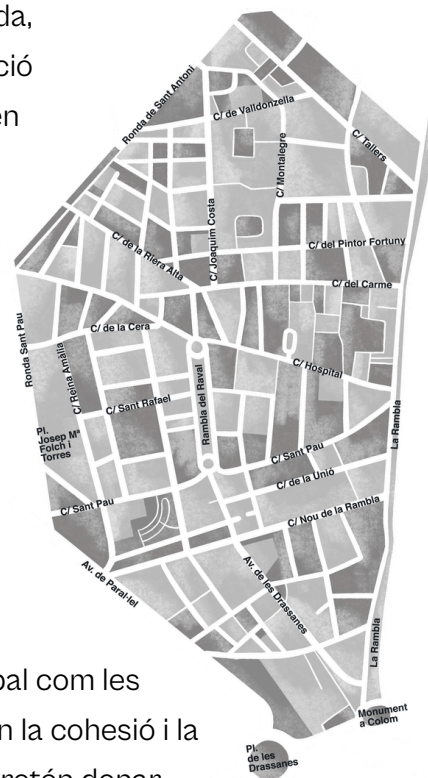 da,
ció
en
Ronda de Sant Antoni
C/ de Valldonzella
C/ Tallers
C/ Montalegre
C/ Joaquim Costa
C/ de la Riera Alta
C/ del Pintor Fortuny
C/ del Carme
Ronda Sant Pau
C/ Reina Amàlia
C/ de la Cera
C/ Hospital
C/ Sant Rafael
Rambla del Raval
La Rambla
Pl.
Josep Mª
Folch i
Torres
C/ Sant Pau
C/ de la Unió
C/ Sant Pau
C/ Nou de la Rambla
Av. de Paral·lel
Av. de les Drassanes
La Rambla
Monument
a Colom
Pl.
de les
Drassanes
pal com les
n la cohesió i la